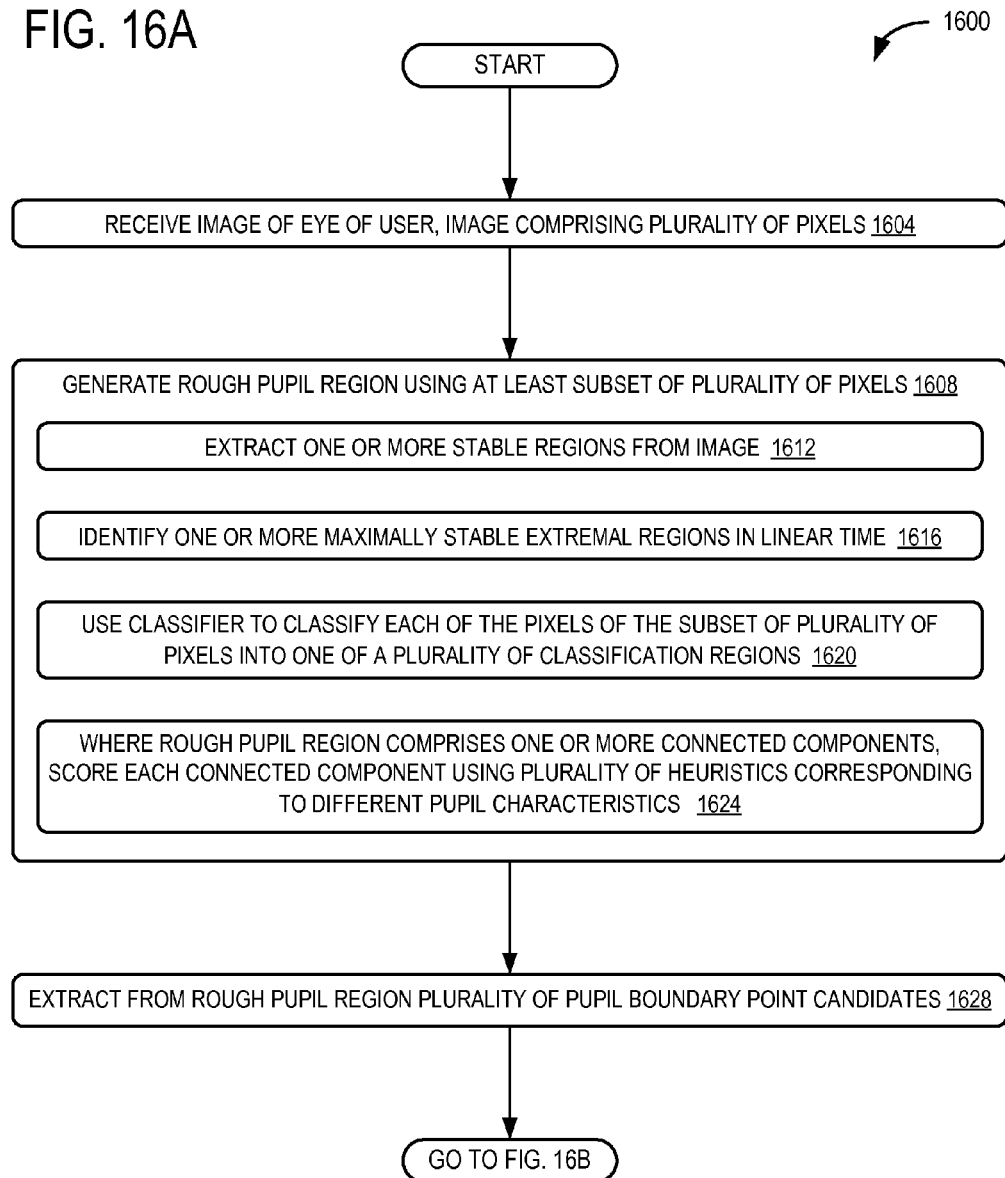 FIG. 16A
1600
START
RECEIVE IMAGE OF EYE OF USER, IMAGE COMPRISING PLURALITY OF PIXELS 1604
GENERATE ROUGH PUPIL REGION USING AT LEAST SUBSET OF PLURALITY OF PIXELS 1608
EXTRACT ONE OR MORE STABLE REGIONS FROM IMAGE 1612
IDENTIFY ONE OR MORE MAXIMALLY STABLE EXTREMAL REGIONS IN LINEAR TIME 1616
USE CLASSIFIER TO CLASSIFY EACH OF THE PIXELS OF THE SUBSET OF PLURALITY OF
PIXELS INTO ONE OF A PLURALITY OF CLASSIFICATION REGIONS 1620
WHERE ROUGH PUPIL REGION COMPRISES ONE OR MORE CONNECTED COMPONENTS,
SCORE EACH CONNECTED COMPONENT USING PLURALITY OF HEURISTICS CORRESPONDING
TO DIFFERENT PUPIL CHARACTERISTICS 1624
EXTRACT FROM ROUGH PUPIL REGION PLURALITY OF PUPIL BOUNDARY POINT CANDIDATES 1628
GO TO FIG. 16B